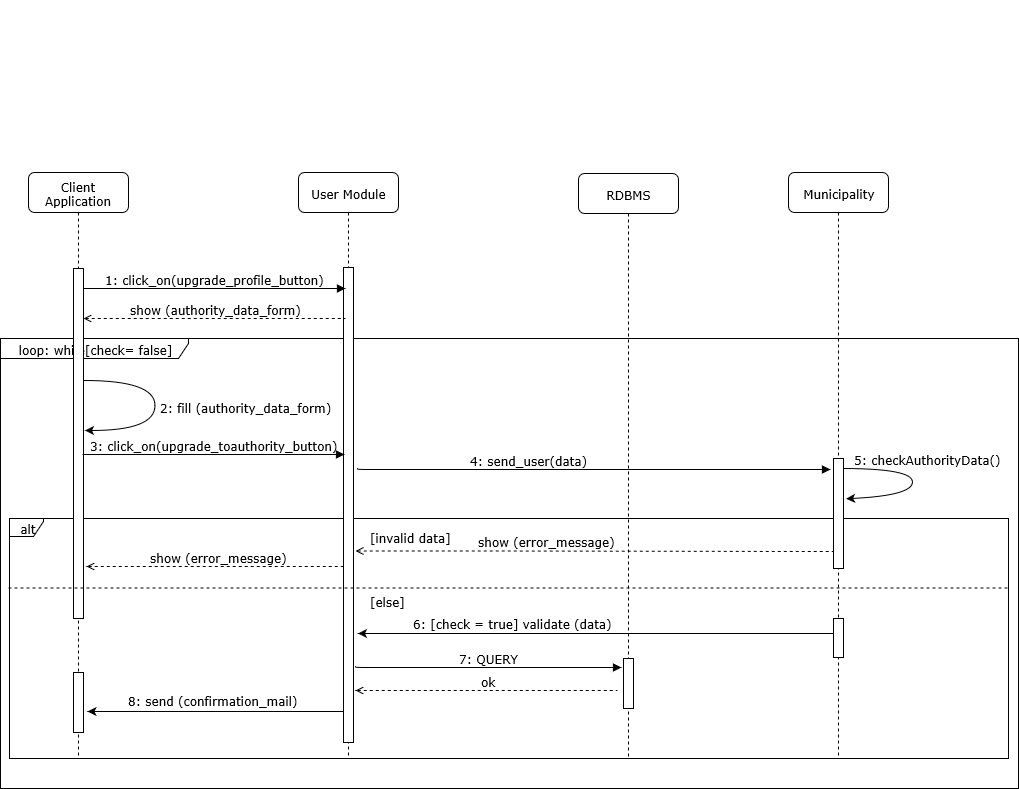 Client
Application
User Module
RDBMS
Municipality
1: click_on(upgrade_profile_button)
show (authority_data_form)
loop: whi [check= false]
2: fill (authority_data_form)
3: click_on(upgrade_toauthority_button)
4: send_user(data)
5: checkAuthorityData()
alt
[invalid data]
show (error_message)
show (error_message)
[else]
6: [check = true] validate (data)
7: QUERY
ok
8: send (confirmation_mail)